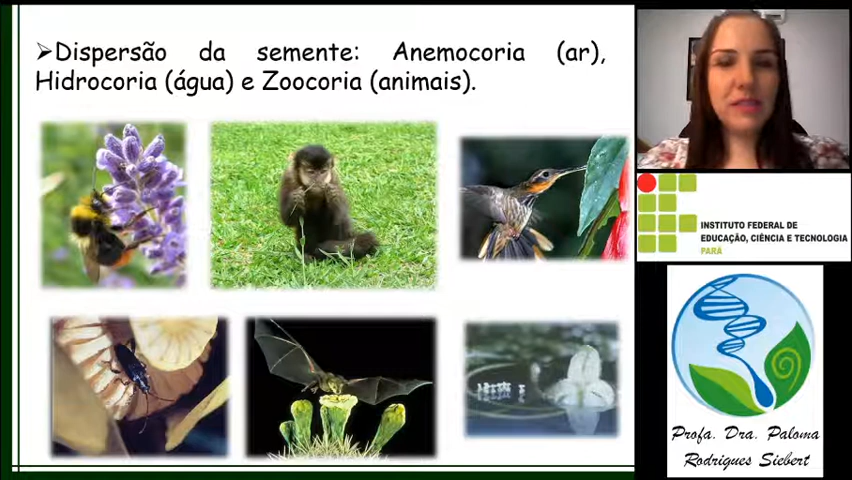 ➢Dispersão da semente: Anemocoria (ar),
Hidrocoria (água) e Zoocoria (animais).
INSTITUTO FEDERAL DE
EDUCAÇÃO, CIÊNCIA E TECNOLOGIA
PARÁ
Profa. Dra. Paloma
Rodrigues Siebert